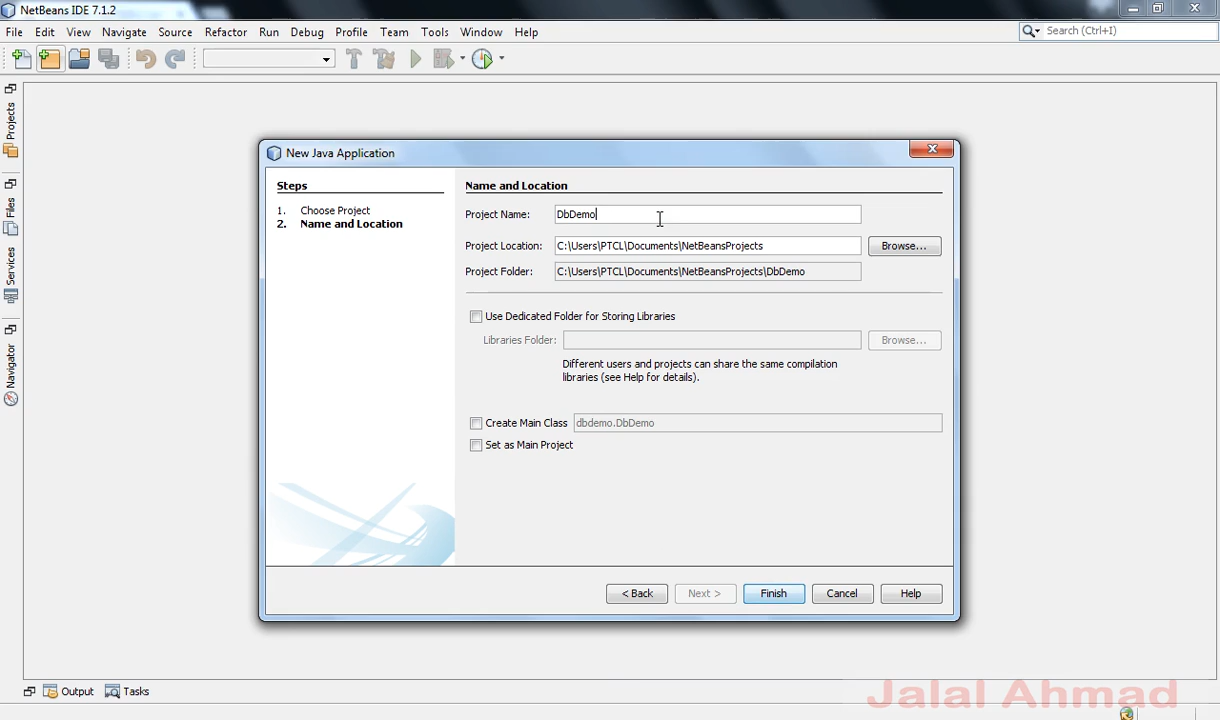 NetBeans IDE 7.1.2
File Edit View Navigate Source Refactor Run Debug Profile Team Tools Window Help
Search (Ctrl+I)
Projects
Files
Services
Navigator
New Java Application
Steps
1. Choose Project
2. Name and Location
Name and Location
Project Name: DbDemo
Project Location: C:\Users\PTCL\Documents\NetBeansProjects Browse...
Project Folder: C:\Users\PTCL\Documents\NetBeansProjects\DbDemo
Use Dedicated Folder for Storing Libraries
Libraries Folder: Browse...
Different users and projects can share the same compilation
libraries (see Help for details).
Create Main Class dbdemo.DbDemo
Set as Main Project
< Back Next > Finish Cancel Help
Output Tasks
Jalal Ahmad